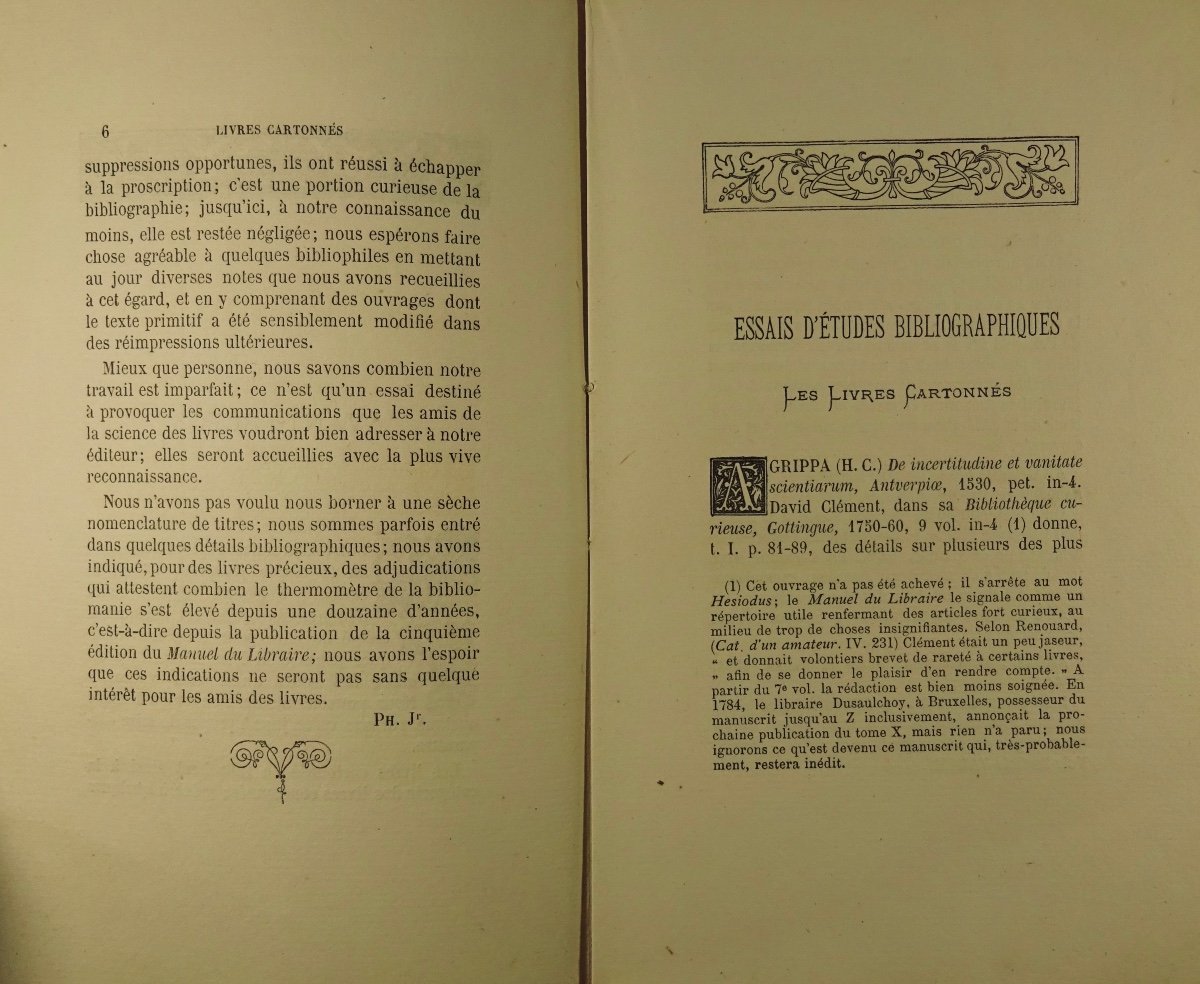 6 LIVRES CARTONNÉS
suppressions opportunes, ils ont réussi à échapper
à la proscription; c'est une portion curieuse de la
bibliographie; jusqu'ici, à notre connaissance du
moins, elle est restée négligée; nous espérons faire
chose agréable à quelques bibliophiles en mettant
au jour diverses notes que nous avons recueillies
à cet égard, et en y comprenant des ouvrages dont
le texte primitif a été sensiblement modifié dans
des réimpressions ultérieures.
Mieux que personne, nous savons combien notre
travail est imparfait; ce n'est qu'un essai destiné
à provoquer les communications que les amis de
la science des livres voudront bien adresser à notre
éditeur; elles seront accueillies avec la plus vive
reconnaissance.
Nous n'avons pas voulu nous borner à une sèche
nomenclature de titres; nous sommes parfois entré
dans quelques détails bibliographiques; nous avons
indiqué, pour des livres précieux, des adjudications
qui attestent combien le thermomètre de la biblio-
manie s'est élevé depuis une douzaine d'années,
c'est-à-dire depuis la publication de la cinquième
édition du Manuel du Libraire; nous avons l'espoir
que ces indications ne seront pas sans quelque
intérêt pour les amis des livres.
PH. Jr.
ESSAIS D'ÉTUDES BIBLIOGRAPHIQUES
LES LIVRES CARTONNÉS
AGRIPPA (H. C.) De incertitudine et vanitate
scientiarum, Antverpiœ, 1530, pet. in-4.
David Clément, dans sa Bibliothèque cu-
rieuse, Gottingue, 1750-60, 9 vol. in-4 (1) donne,
t. I. p. 81-89, des détails sur plusieurs des plus
(1) Cet ouvrage n'a pas été achevé; il s'arrête au mot
Hesiodus; le Manuel du Libraire le signale comme un
répertoire utile renfermant des articles fort curieux, au
milieu de trop de choses insignifiantes. Selon Renouard,
(Cat. d'un amateur. IV. 231) Clément était un peu jaseur,
« et donnait volontiers brevet de rareté à certains livres,
» afin de se donner le plaisir d'en rendre compte. » A
partir du 7e vol. la rédaction est bien moins soignée. En
1784, le libraire Dusaulchoy, à Bruxelles, possesseur du
manuscrit jusqu'au Z inclusivement, annonçait la pro-
chaine publication du tome X, mais rien n'a paru; nous
ignorons ce qu'est devenu ce manuscrit qui, très-probable-
ment, restera inédit.